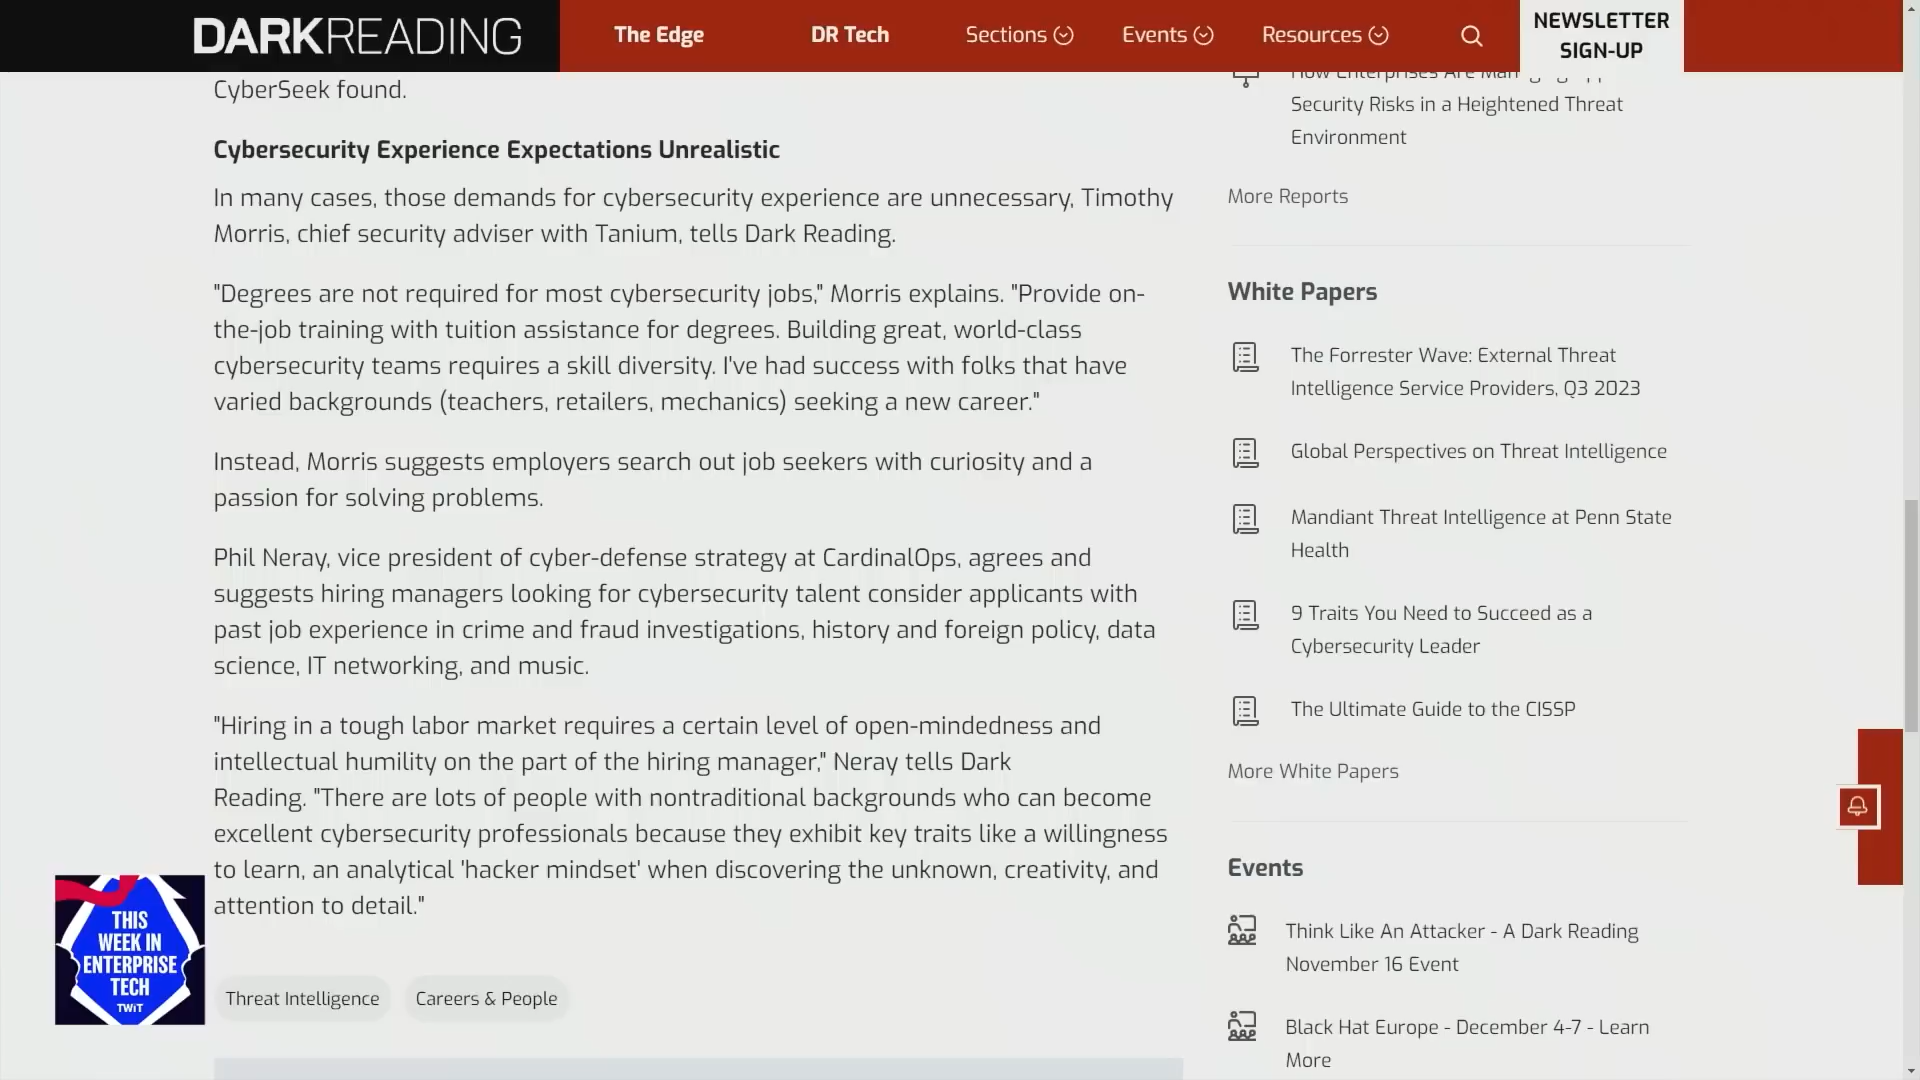 DARKREADING
The Edge
DR Tech
Sections
Events
Resources
NEWSLETTER
SIGN-UP
CyberSeek found.
Cybersecurity Experience Expectations Unrealistic
In many cases, those demands for cybersecurity experience are unnecessary, Timothy
Morris, chief security adviser with Tanium, tells Dark Reading.
"Degrees are not required for most cybersecurity jobs," Morris explains. "Provide on-
the-job training with tuition assistance for degrees. Building great, world-class
cybersecurity teams requires a skill diversity. I've had success with folks that have
varied backgrounds (teachers, retailers, mechanics) seeking a new career."
Instead, Morris suggests employers search out job seekers with curiosity and a
passion for solving problems.
Phil Neray, vice president of cyber-defense strategy at CardinalOps, agrees and
suggests hiring managers looking for cybersecurity talent consider applicants with
past job experience in crime and fraud investigations, history and foreign policy, data
science, IT networking, and music.
"Hiring in a tough labor market requires a certain level of open-mindedness and
intellectual humility on the part of the hiring manager," Neray tells Dark
Reading. "There are lots of people with nontraditional backgrounds who can become
excellent cybersecurity professionals because they exhibit key traits like a willingness
to learn, an analytical 'hacker mindset' when discovering the unknown, creativity, and
attention to detail."
Threat Intelligence
Careers & People
THIS
WEEK IN
ENTERPRISE
TECH
TWiT
How Enterprises Are
Security Risks in a Heightened Threat
Environment
More Reports
White Papers
The Forrester Wave: External Threat
Intelligence Service Providers, Q3 2023
Global Perspectives on Threat Intelligence
Mandiant Threat Intelligence at Penn State
Health
9 Traits You Need to Succeed as a
Cybersecurity Leader
The Ultimate Guide to the CISSP
More White Papers
Events
Think Like An Attacker - A Dark Reading
November 16 Event
Black Hat Europe - December 4-7 - Learn
More